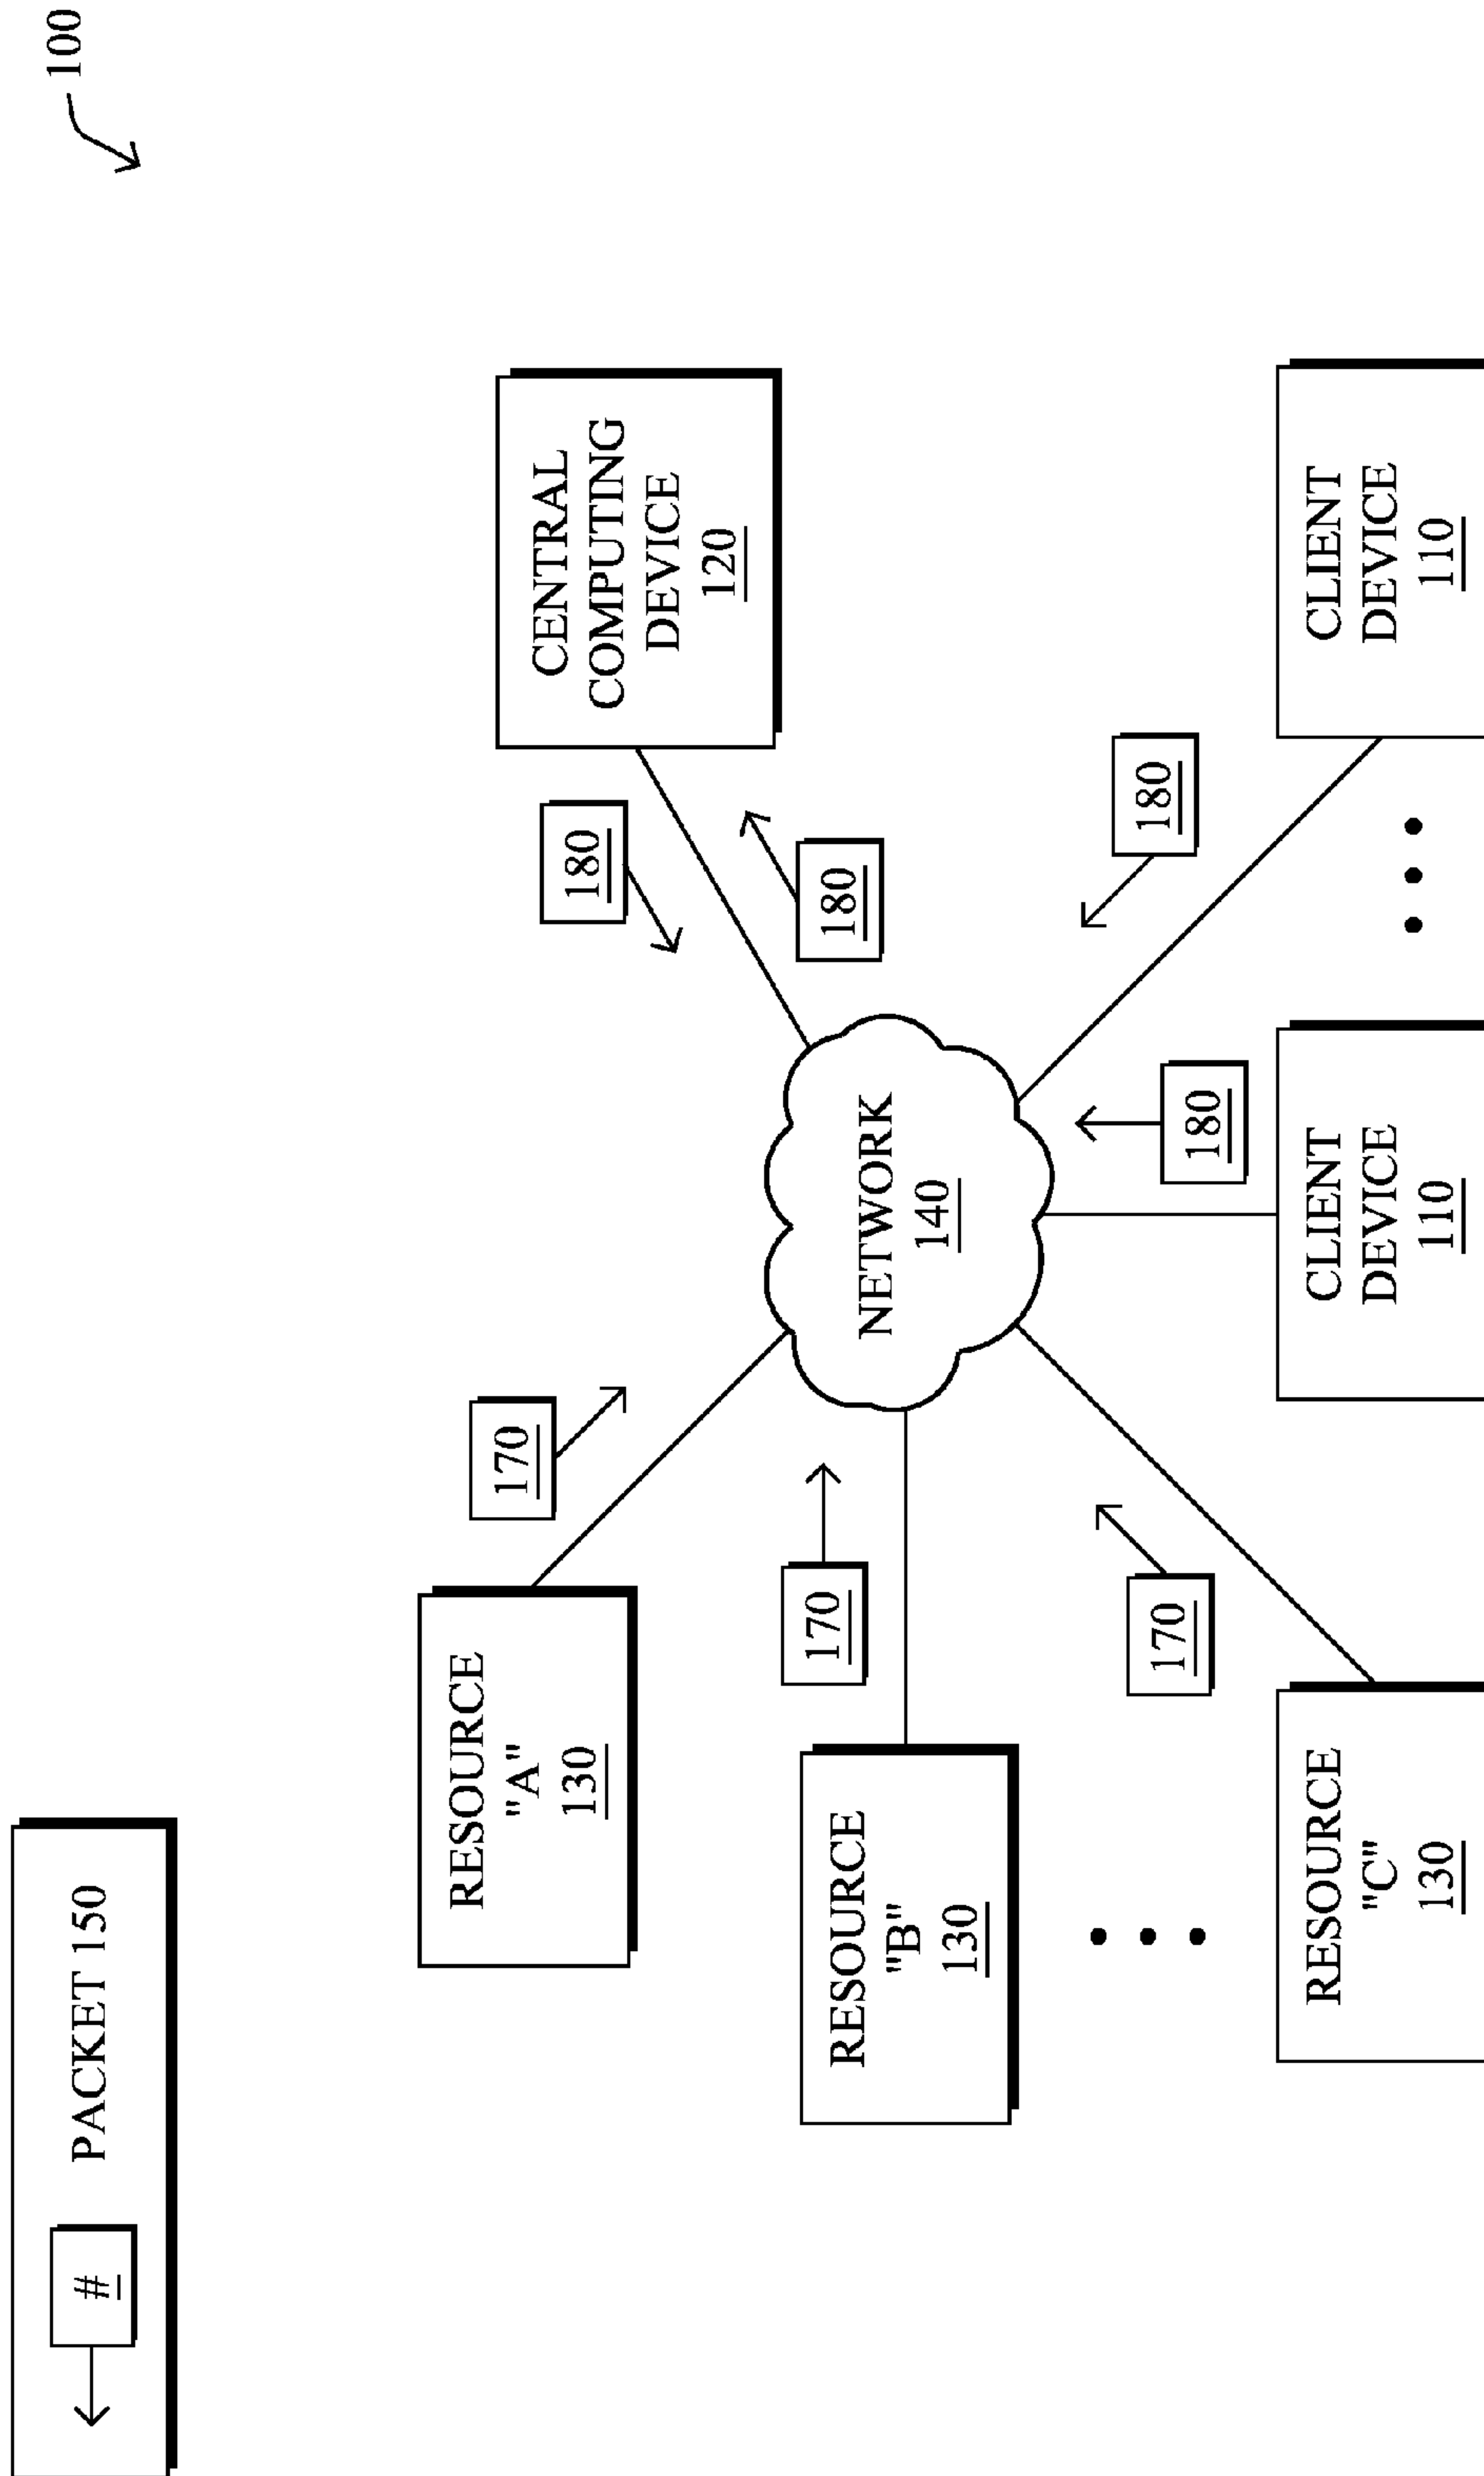 100
# PACKET 150
RESOURCE
"A"
130
170
180
CENTRAL
COMPUTING
DEVICE
120
180
RESOURCE
"B"
130
170
NETWORK
140
180
170
180
RESOURCE
"C"
130
CLIENT
DEVICE
110
CLIENT
DEVICE
110